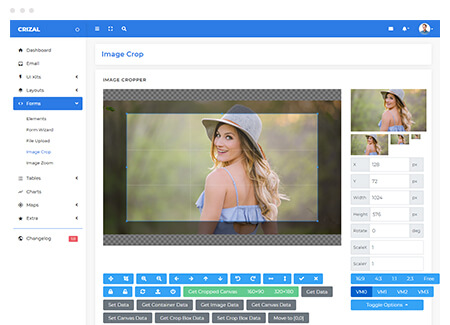 CRIZAL
Dashboard
Email
UI Kits
Layouts
Forms
Elements
Form Wizard
File Upload
Image Crop
Image Zoom
Tables
Charts
Maps
Extra
Changelog
Image Crop
IMAGE CROPPER
X 128 px
Y 72 px
Width 1024 px
Height 576 px
Rotate 0 deg
ScaleX 1
ScaleY 1
16:9 4:3 1:1 2:3 Free
VM0 VM1 VM2 VM3
Toggle Options
Get Cropped Canvas 160×90 320×180 Get Data
Set Data Get Container Data Get Image Data Get Canvas Data
Set Canvas Data Get Crop Box Data Set Crop Box Data Move to [0,0]